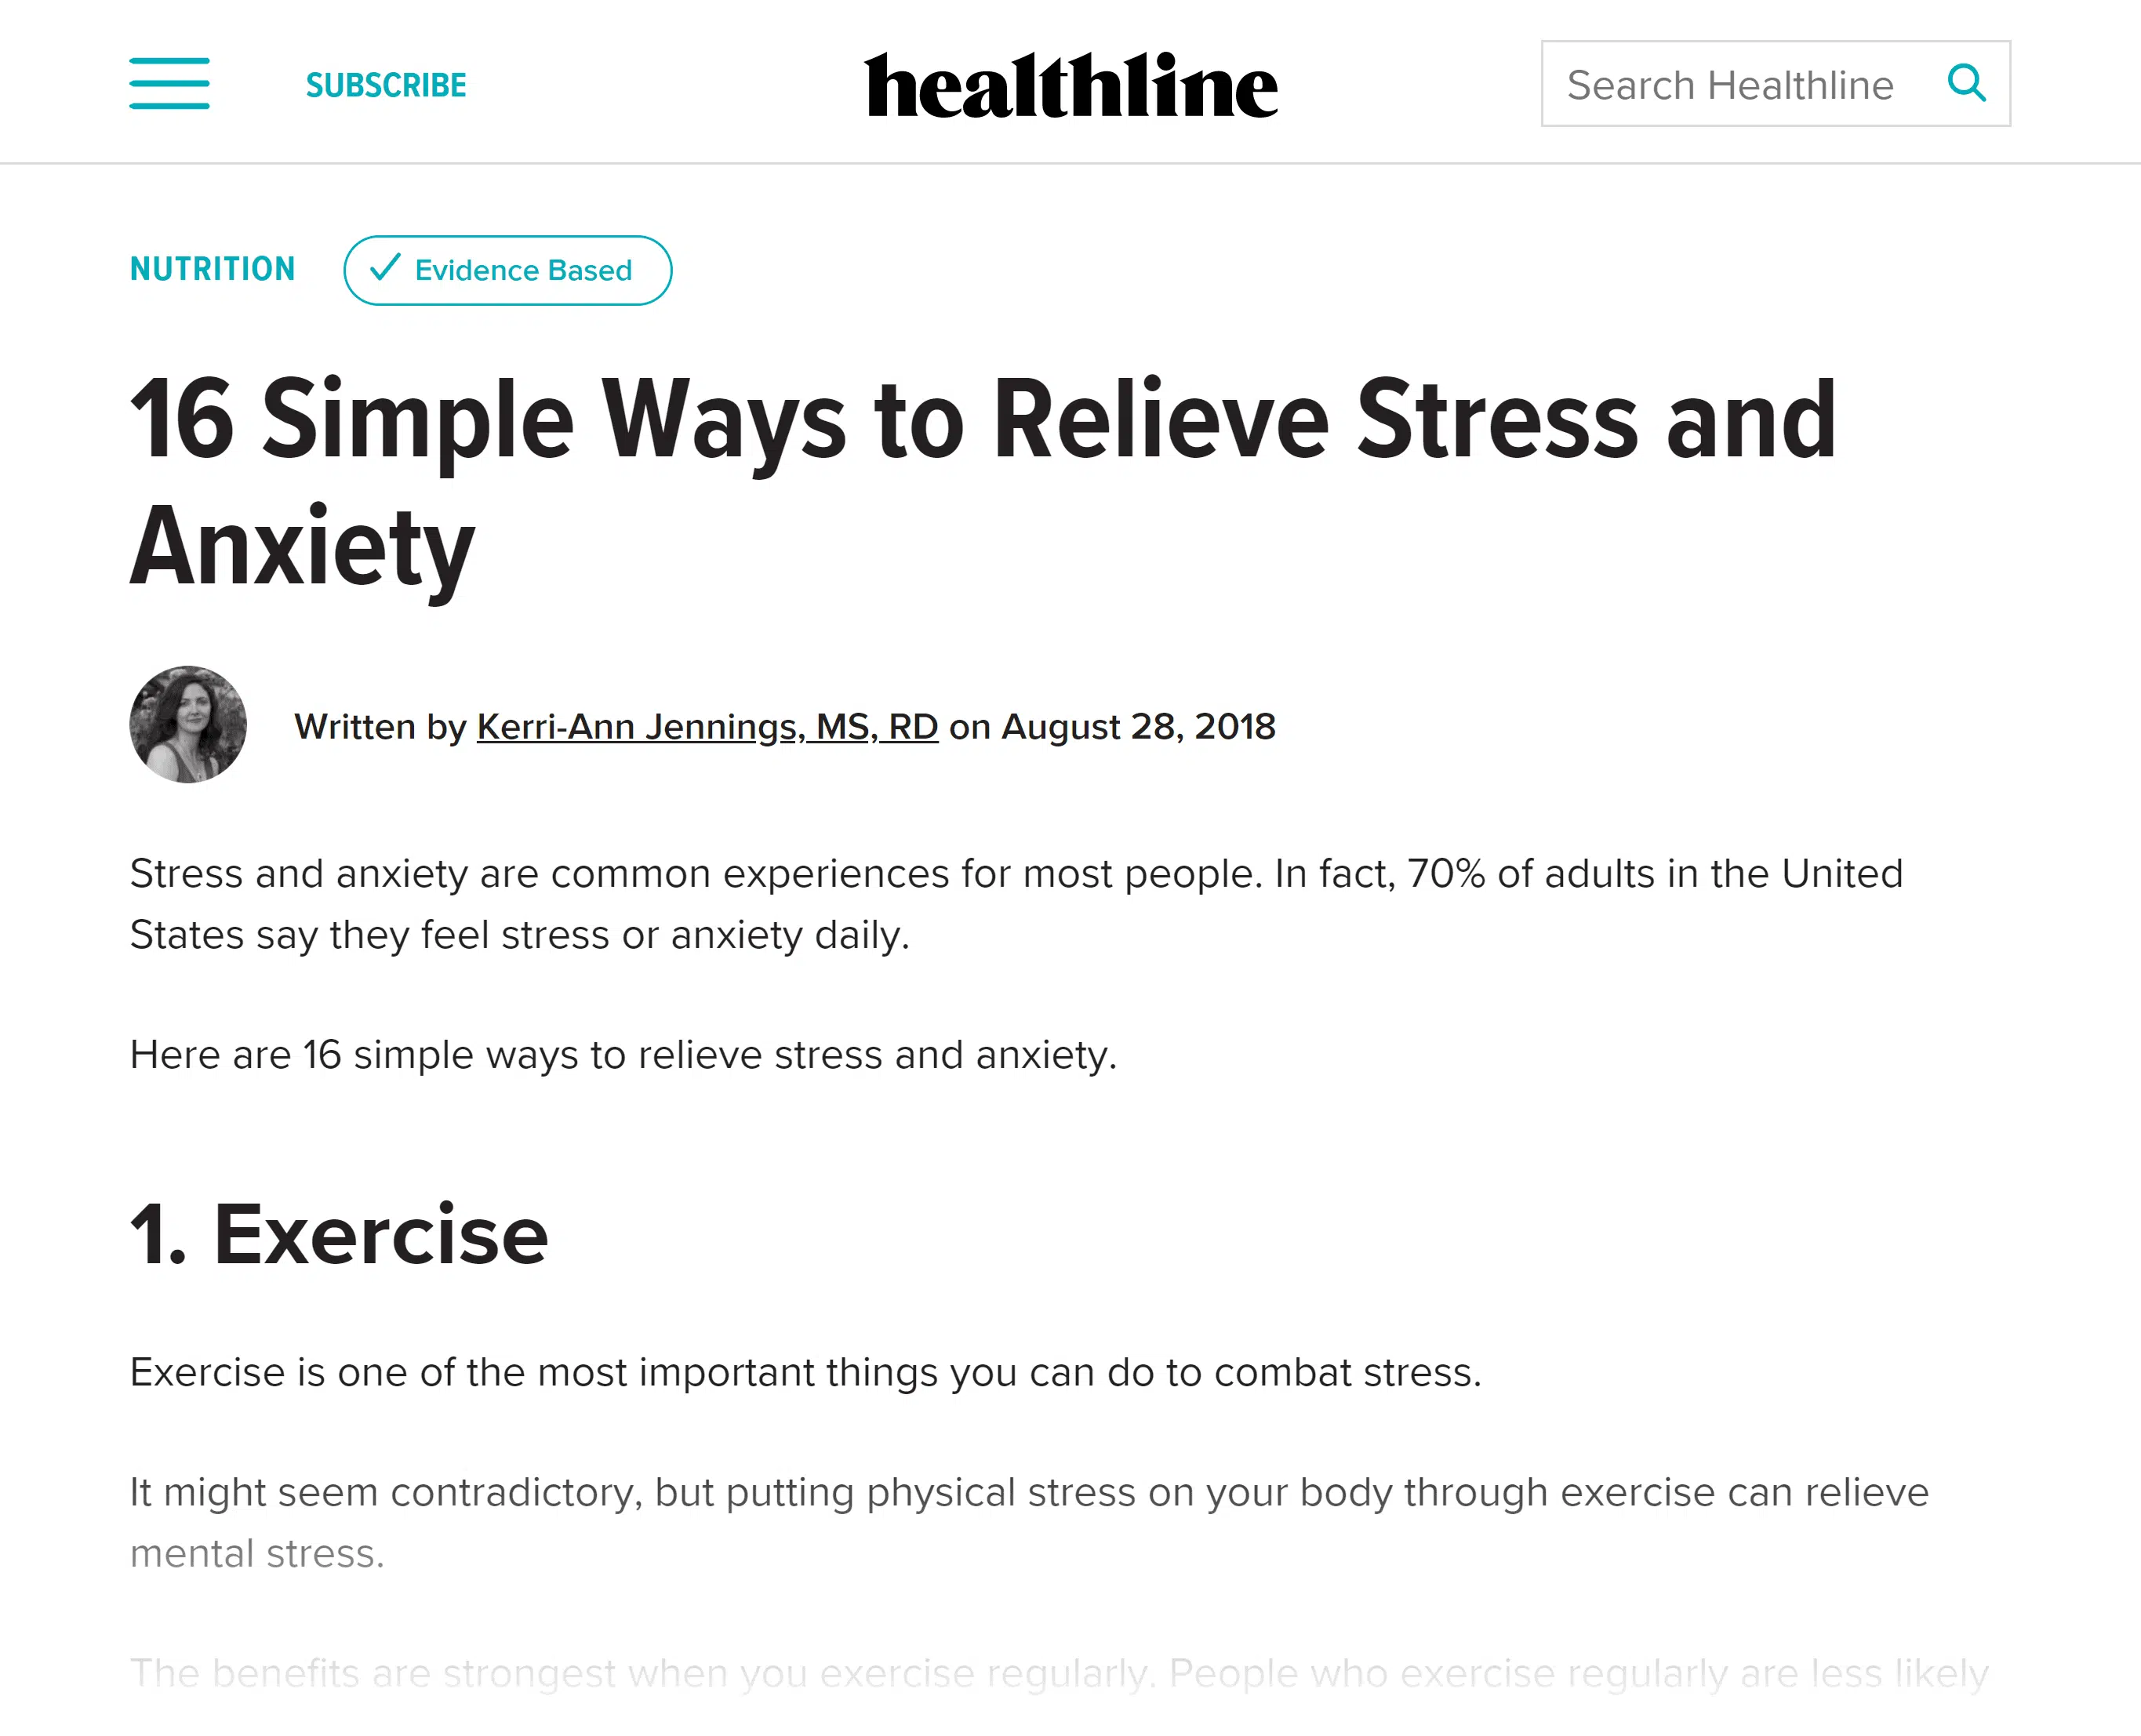 SUBSCRIBE
healthline
Search Healthline
NUTRITION
Evidence Based
16 Simple Ways to Relieve Stress and
Anxiety
Written by Kerri-Ann Jennings, MS, RD on August 28, 2018
Stress and anxiety are common experiences for most people. In fact, 70% of adults in the United
States say they feel stress or anxiety daily.
Here are 16 simple ways to relieve stress and anxiety.
1. Exercise
Exercise is one of the most important things you can do to combat stress.
It might seem contradictory, but putting physical stress on your body through exercise can relieve
mental stress.
The benefits are strongest when you exercise regularly. People who exercise regularly are less likely